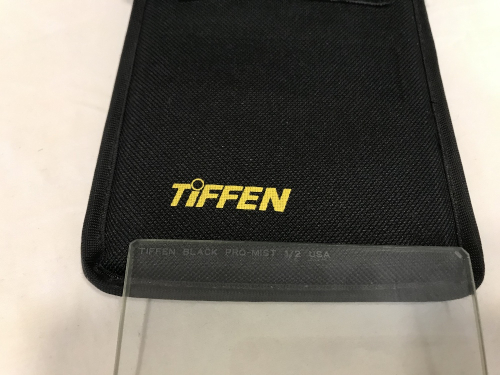 TIFFEN
TIFFEN BLACK PRO-MIST 1/2 USA